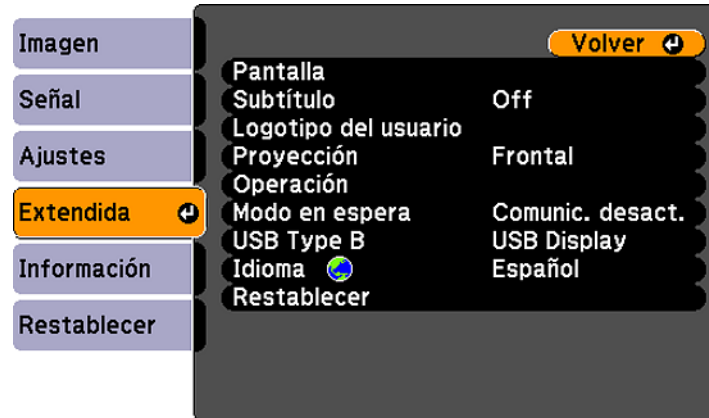 Imagen
Señal
Ajustes
Extendida
Información
Restablecer
Volver
Pantalla
Subtítulo Off
Logotipo del usuario
Proyección Frontal
Operación
Modo en espera Comunic. desact.
USB Type B USB Display
Idioma Español
Restablecer